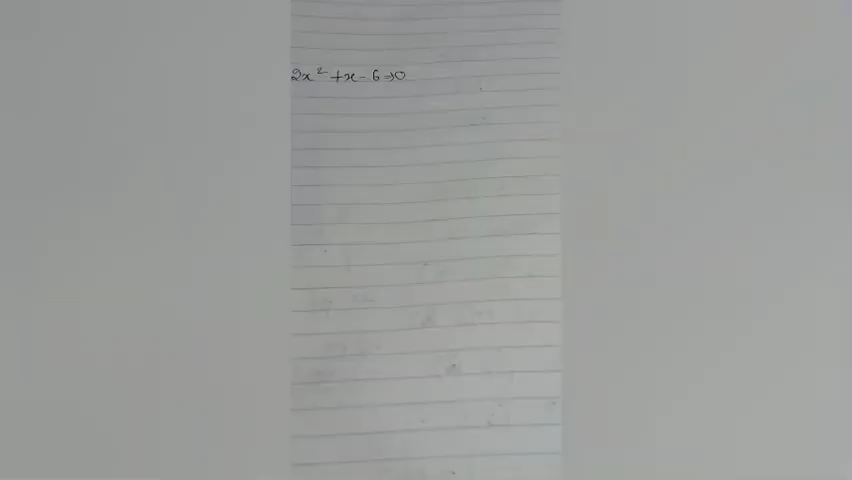 2x² + x - 6 ⇒ 0